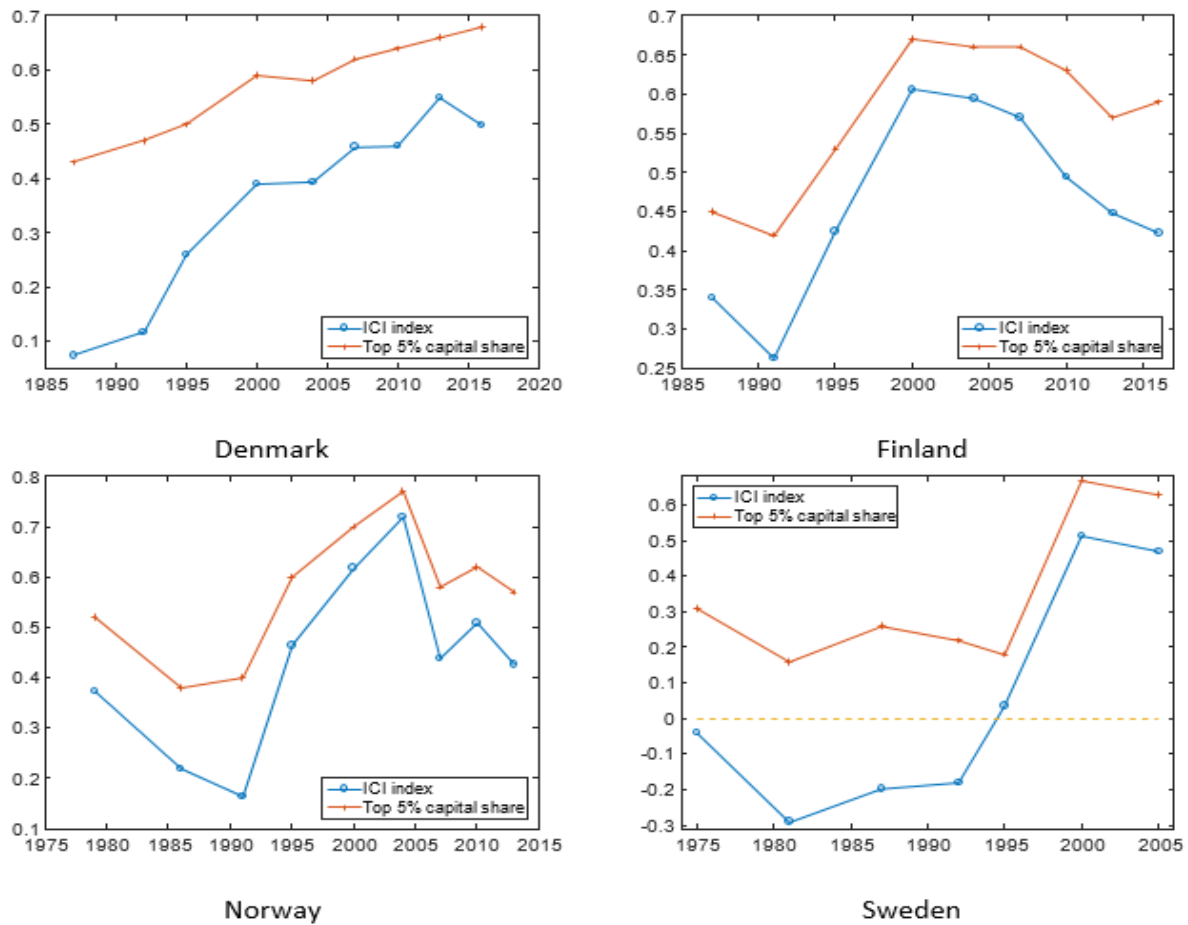 0.7
0.6
0.5
0.4
0.3
0.2
0.1
ICI index
Top 5% capital share
1985 1990 1995 2000 2005 2010 2015 2020
Denmark
0.7
0.65
0.6
0.55
0.5
0.45
0.4
0.35
0.3
0.25
ICI index
Top 5% capital share
1985 1990 1995 2000 2005 2010 2015
Finland
0.8
0.7
0.6
0.5
0.4
0.3
0.2
0.1
ICI index
Top 5% capital share
1975 1980 1985 1990 1995 2000 2005 2010 2015
Norway
ICI index
Top 5% capital share
0.6
0.5
0.4
0.3
0.2
0.1
0
-0.1
-0.2
-0.3
1975 1980 1985 1990 1995 2000 2005
Sweden